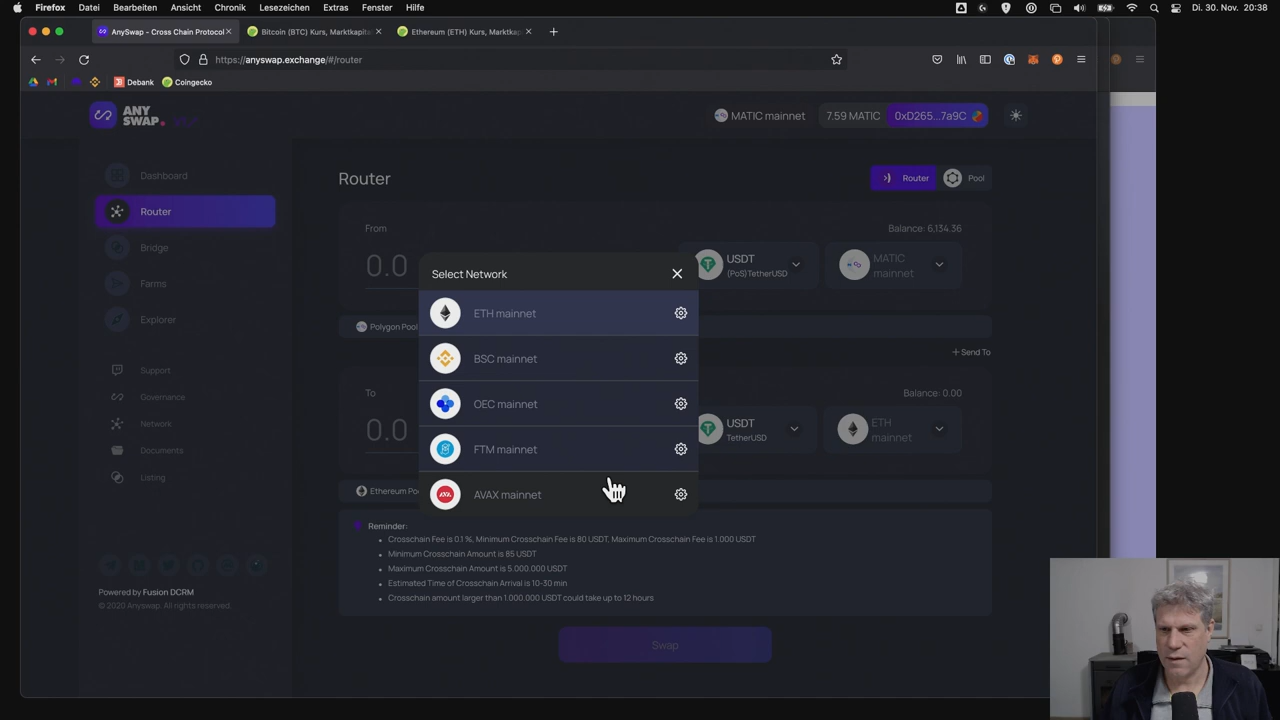 Firefox Datei Bearbeiten Ansicht Chronik Lesezeichen Extras Fenster Hilfe Di. 30. Nov. 20:38
AnySwap - Cross Chain Protocol Bitcoin (BTC) Kurs, Marktkapital Ethereum (ETH) Kurs, Marktkap
https://anyswap.exchange/#/router
Debank Coingecko
ANY
SWAP.
MATIC mainnet 7.59 MATIC 0xD265...7a9C
Dashboard
Router
Bridge
Farms
Explorer
Support
Governance
Network
Documents
Listing
Powered by Fusion DCRM
© 2020 Anyswap. All rights reserved.
Router
Router Pool
From Balance: 6,134.36
0.0 USDT MATIC
(PoS)TetherUSD mainnet
Polygon Pool
+ Send To
To Balance: 0.00
0.0 USDT ETH
TetherUSD mainnet
Select Network
ETH mainnet
BSC mainnet
OEC mainnet
FTM mainnet
AVAX mainnet
Reminder:
• Crosschain Fee is 0.1 %, Minimum Crosschain Fee is 80 USDT, Maximum Crosschain Fee is 1.000 USDT
• Minimum Crosschain Amount is 85 USDT
• Maximum Crosschain Amount is 5.000.000 USDT
• Estimated Time of Crosschain Arrival is 10-30 min
• Crosschain amount larger than 1.000.000 USDT could take up to 12 hours
Swap